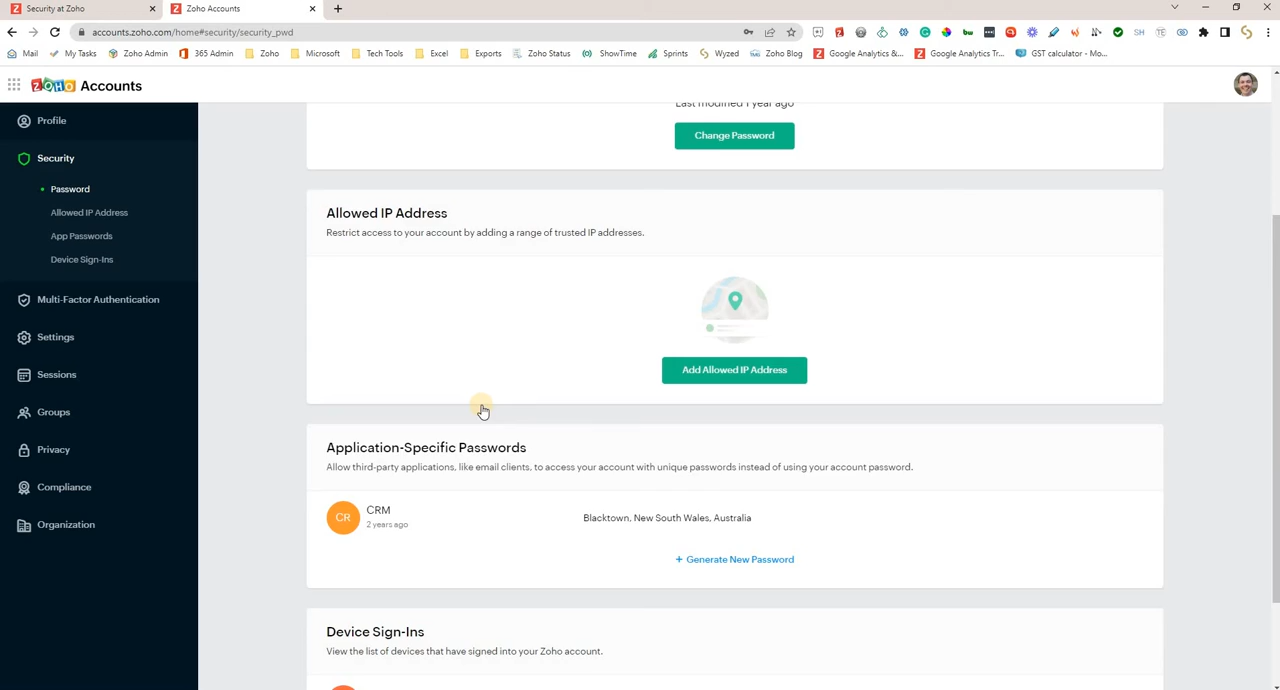 Security at Zoho
Zoho Accounts
accounts.zoho.com/home#security/security_pwd
Mail My Tasks Zoho Admin 365 Admin Zoho Microsoft Tech Tools Excel Exports Zoho Status ShowTime Sprints Wyzed Zoho Blog Google Analytics &... Google Analytics Tr... GST calculator - Mo...
ZOHO Accounts
Profile
Security
Password
Allowed IP Address
App Passwords
Device Sign-Ins
Multi-Factor Authentication
Settings
Sessions
Groups
Privacy
Compliance
Organization
Last modified 1 year ago
Change Password
Allowed IP Address
Restrict access to your account by adding a range of trusted IP addresses.
Add Allowed IP Address
Application-Specific Passwords
Allow third-party applications, like email clients, to access your account with unique passwords instead of using your account password.
CR CRM
2 years ago
Blacktown, New South Wales, Australia
+ Generate New Password
Device Sign-Ins
View the list of devices that have signed into your Zoho account.